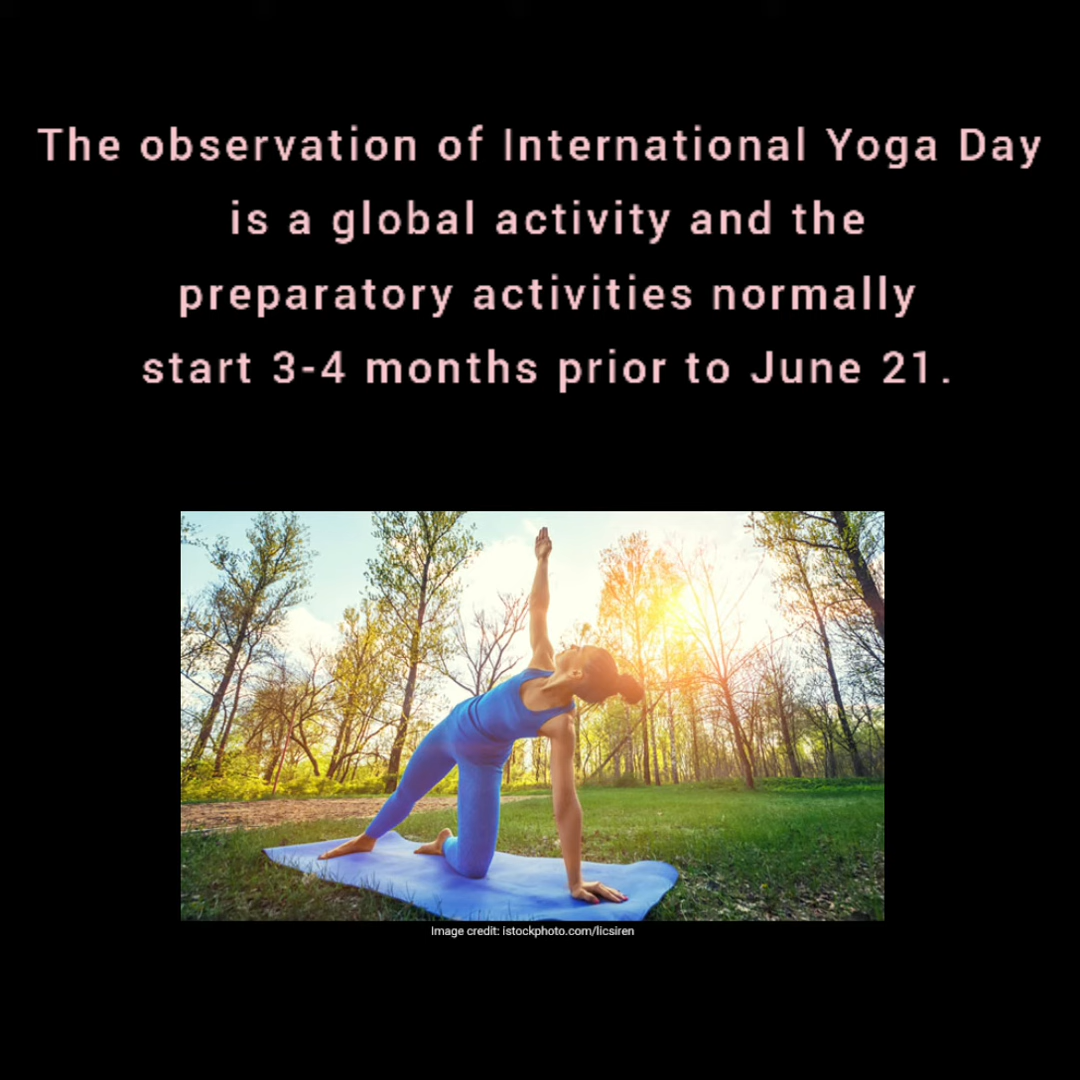 The observation of International Yoga Day
is a global activity and the
preparatory activities normally
start 3-4 months prior to June 21.
Image credit: istockphoto.com/licsiren